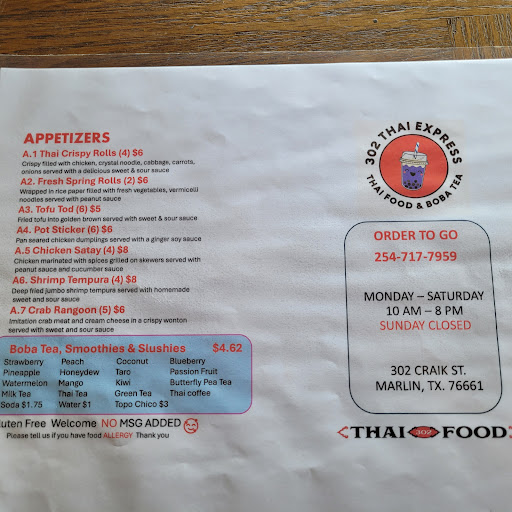 APPETIZERS
A.1 Thai Crispy Rolls (4) $6
Crispy filled with chicken, crystal noodle, cabbage, carrots,
onions served with a delicious sweet & sour sauce
A2. Fresh Spring Rolls (2) $6
Wrapped in rice paper filled with fresh vegetables, vermicelli
noodles served with peanut sauce
A3. Tofu Tod (6) $5
Fried tofu into golden brown served with sweet & sour sauce
A4. Pot Sticker (6) $6
Pan seared chicken dumplings served with a ginger soy sauce
A.5 Chicken Satay (4) $8
Chicken marinated with spices grilled on skewers served with
peanut sauce and cucumber sauce
A6. Shrimp Tempura (4) $8
Deep fried jumbo shrimp tempura served with homemade
sweet and sour sauce
A.7 Crab Rangoon (5) $6
Imitation crab meat and cream cheese in a crispy wonton
served with sweet and sour sauce
Boba Tea, Smoothies & Slushies $4.62
Strawberry Peach Coconut Blueberry
Pineapple Honeydew Taro Passion Fruit
Watermelon Mango Kiwi Butterfly Pea Tea
Milk Tea Thai Tea Green Tea Thai coffee
Soda $1.75 Water $1 Topo Chico $3
luten Free Welcome NO MSG ADDED
Please tell us if you have food ALLERGY Thank you
302 THAI EXPRESS
THAI FOOD & BOBA TEA
ORDER TO GO
254-717-7959
MONDAY – SATURDAY
10 AM – 8 PM
SUNDAY CLOSED
302 CRAIK ST.
MARLIN, TX. 76661
THAI 302 FOOD